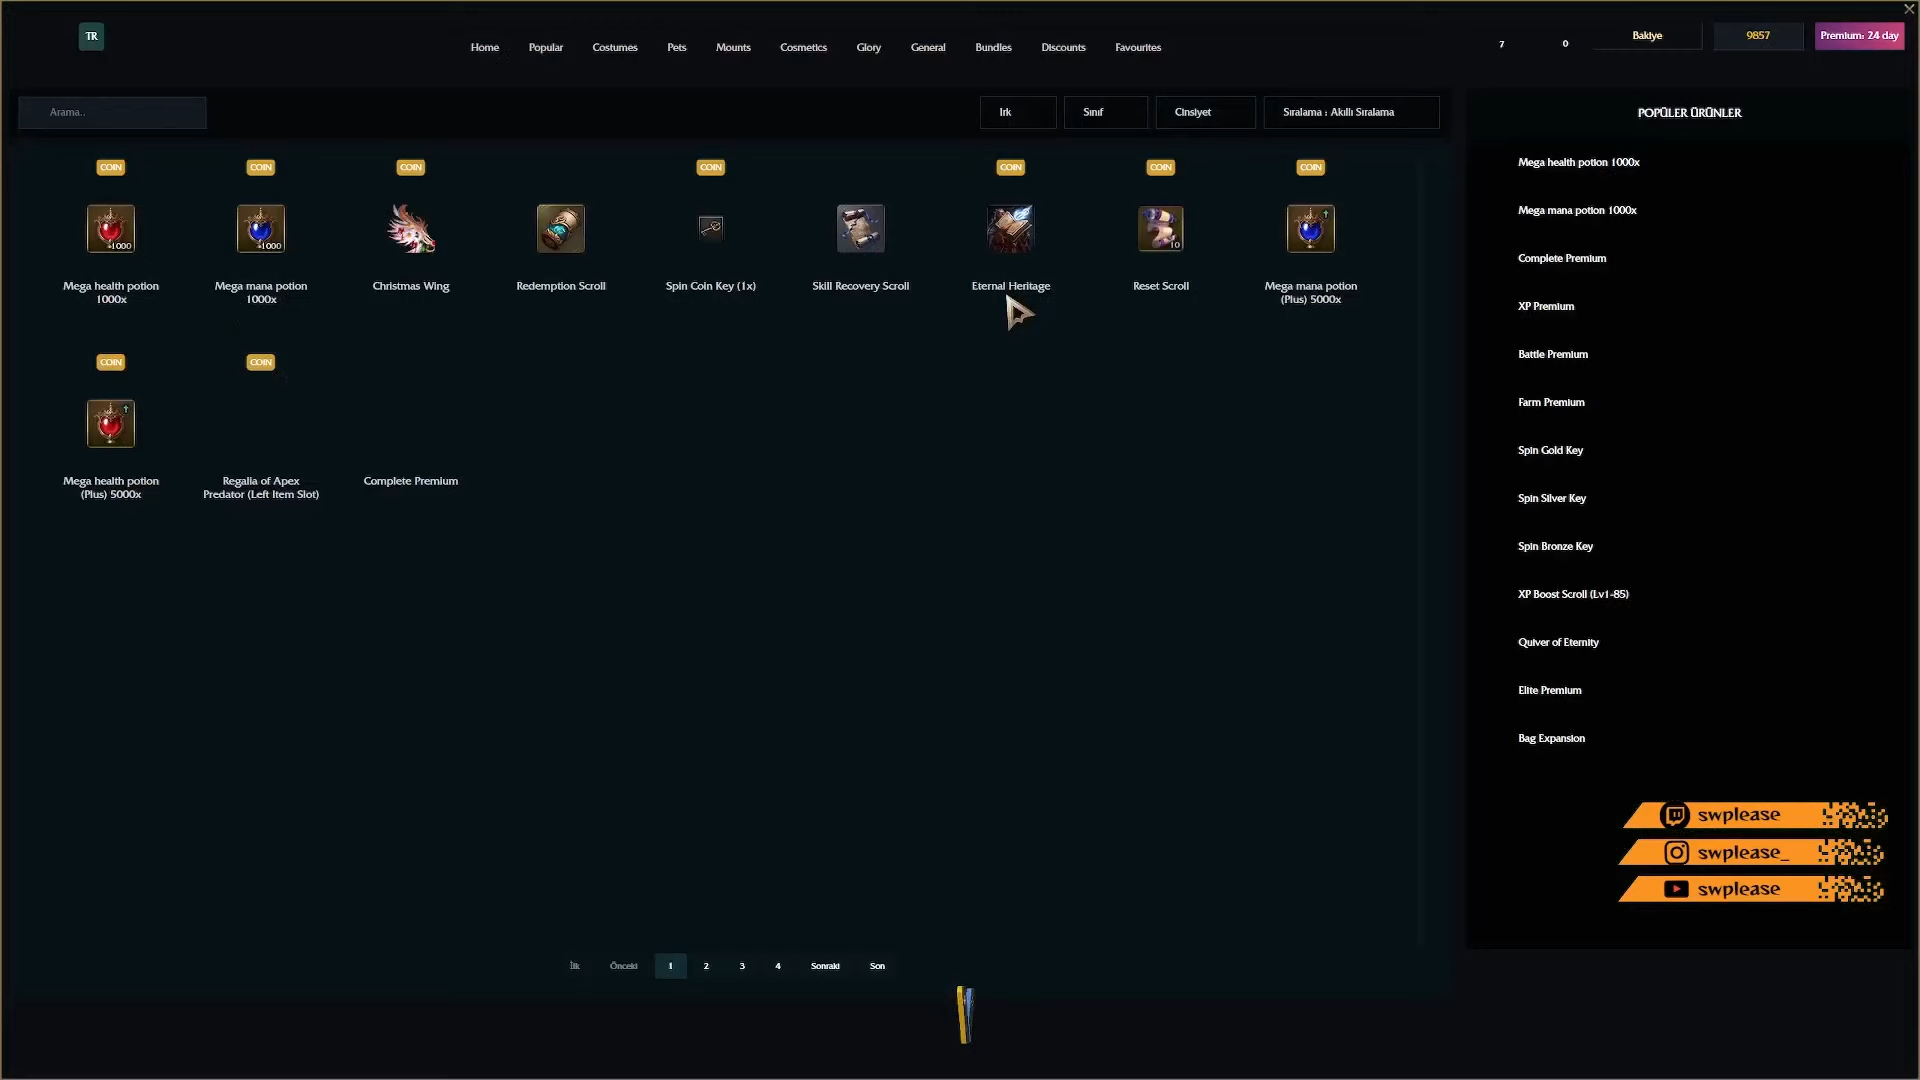 TR
Home
Popular
Costumes
Pets
Mounts
Cosmetics
Glory
General
Bundles
Discounts
Favourites
7
0
Bakiye
9857
Premium: 24 day
Arama..
Irk
Sınıf
Cinsiyet
Sıralama : Akıllı Sıralama
COIN
COIN
COIN
COIN
COIN
COIN
COIN
1000
1000
10
Mega health potion
1000x
Mega mana potion
1000x
Christmas Wing
Redemption Scroll
Spin Coin Key (1x)
Skill Recovery Scroll
Eternal Heritage
Reset Scroll
Mega mana potion
(Plus) 5000x
COIN
COIN
Mega health potion
(Plus) 5000x
Regalia of Apex
Predator (Left Item Slot)
Complete Premium
İlk
Önceki
1
2
3
4
Sonraki
Son
POPÜLER ÜRÜNLER
Mega health potion 1000x
Mega mana potion 1000x
Complete Premium
XP Premium
Battle Premium
Farm Premium
Spin Gold Key
Spin Silver Key
Spin Bronze Key
XP Boost Scroll (Lv1-85)
Quiver of Eternity
Elite Premium
Bag Expansion
swplease
swplease_
swplease